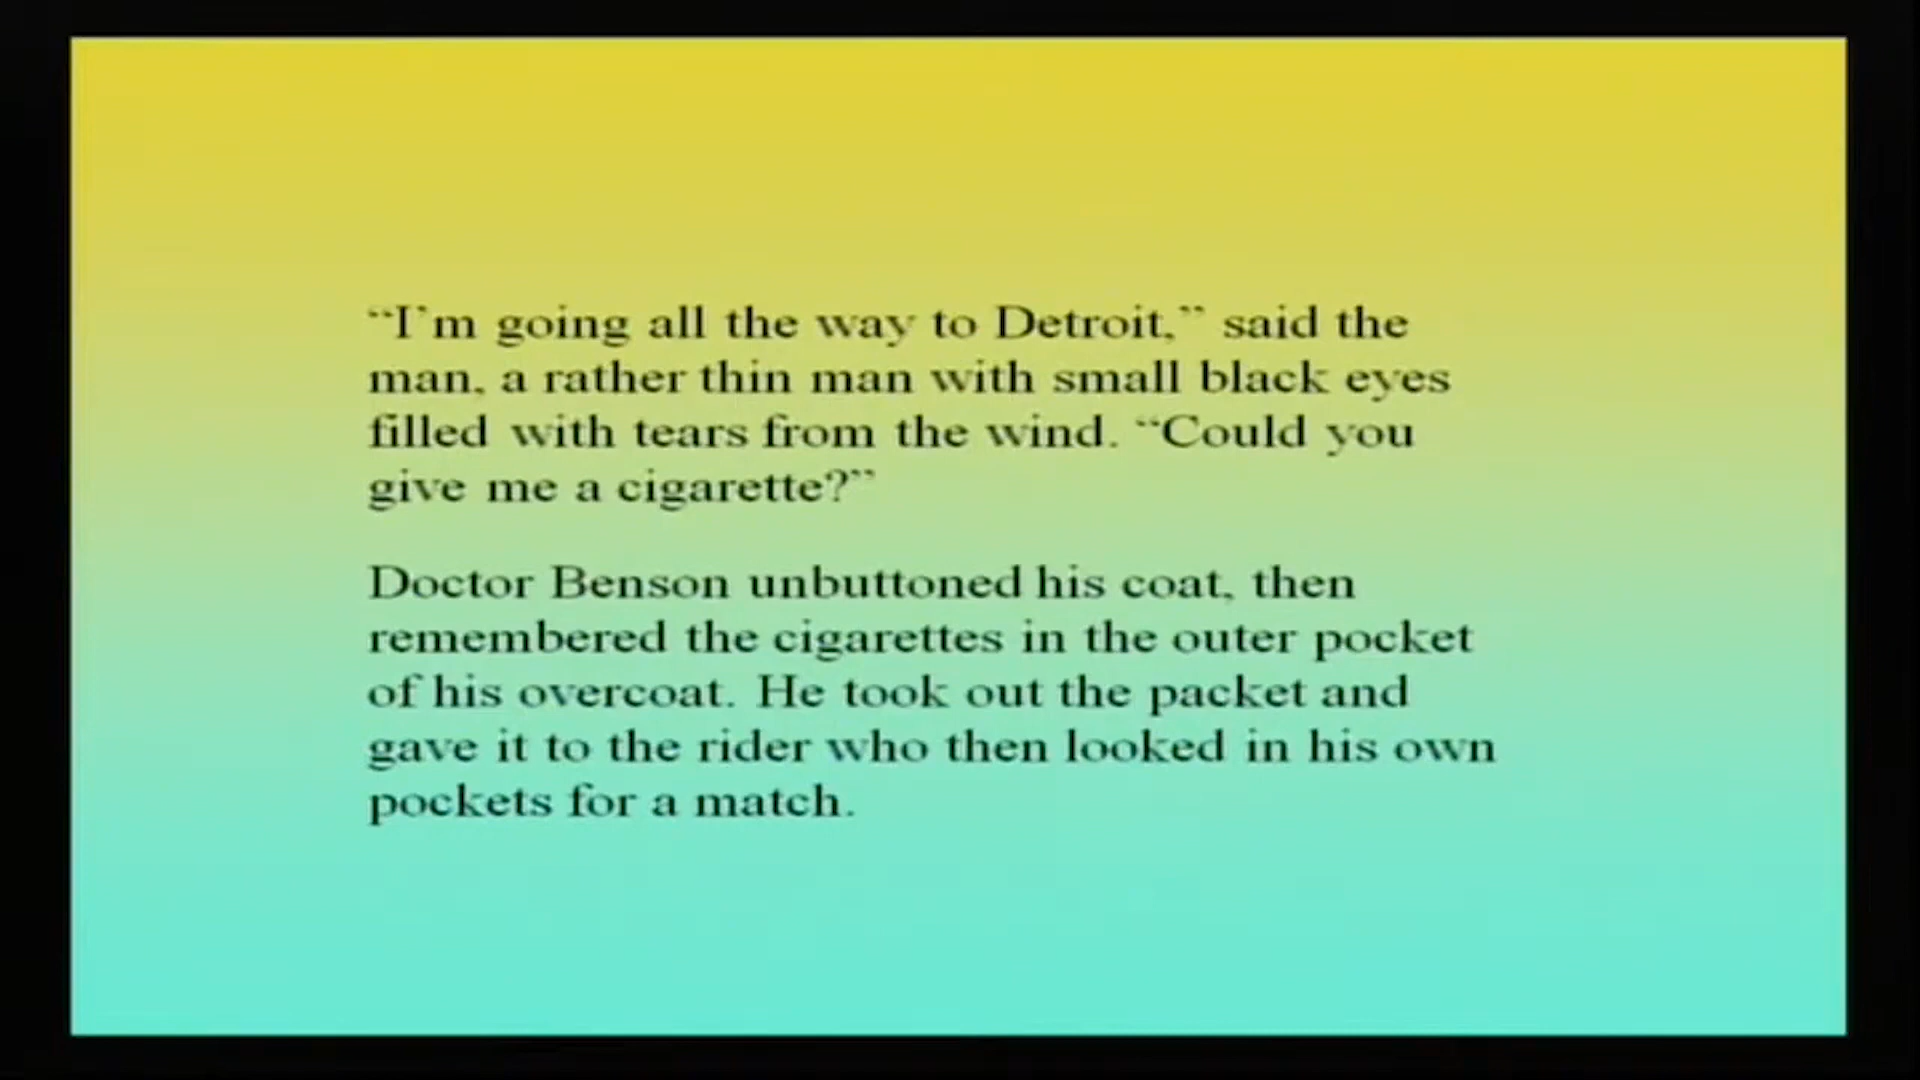 “I’m going all the way to Detroit,” said the
man, a rather thin man with small black eyes
filled with tears from the wind. “Could you
give me a cigarette?”
Doctor Benson unbuttoned his coat, then
remembered the cigarettes in the outer pocket
of his overcoat. He took out the packet and
gave it to the rider who then looked in his own
pockets for a match.